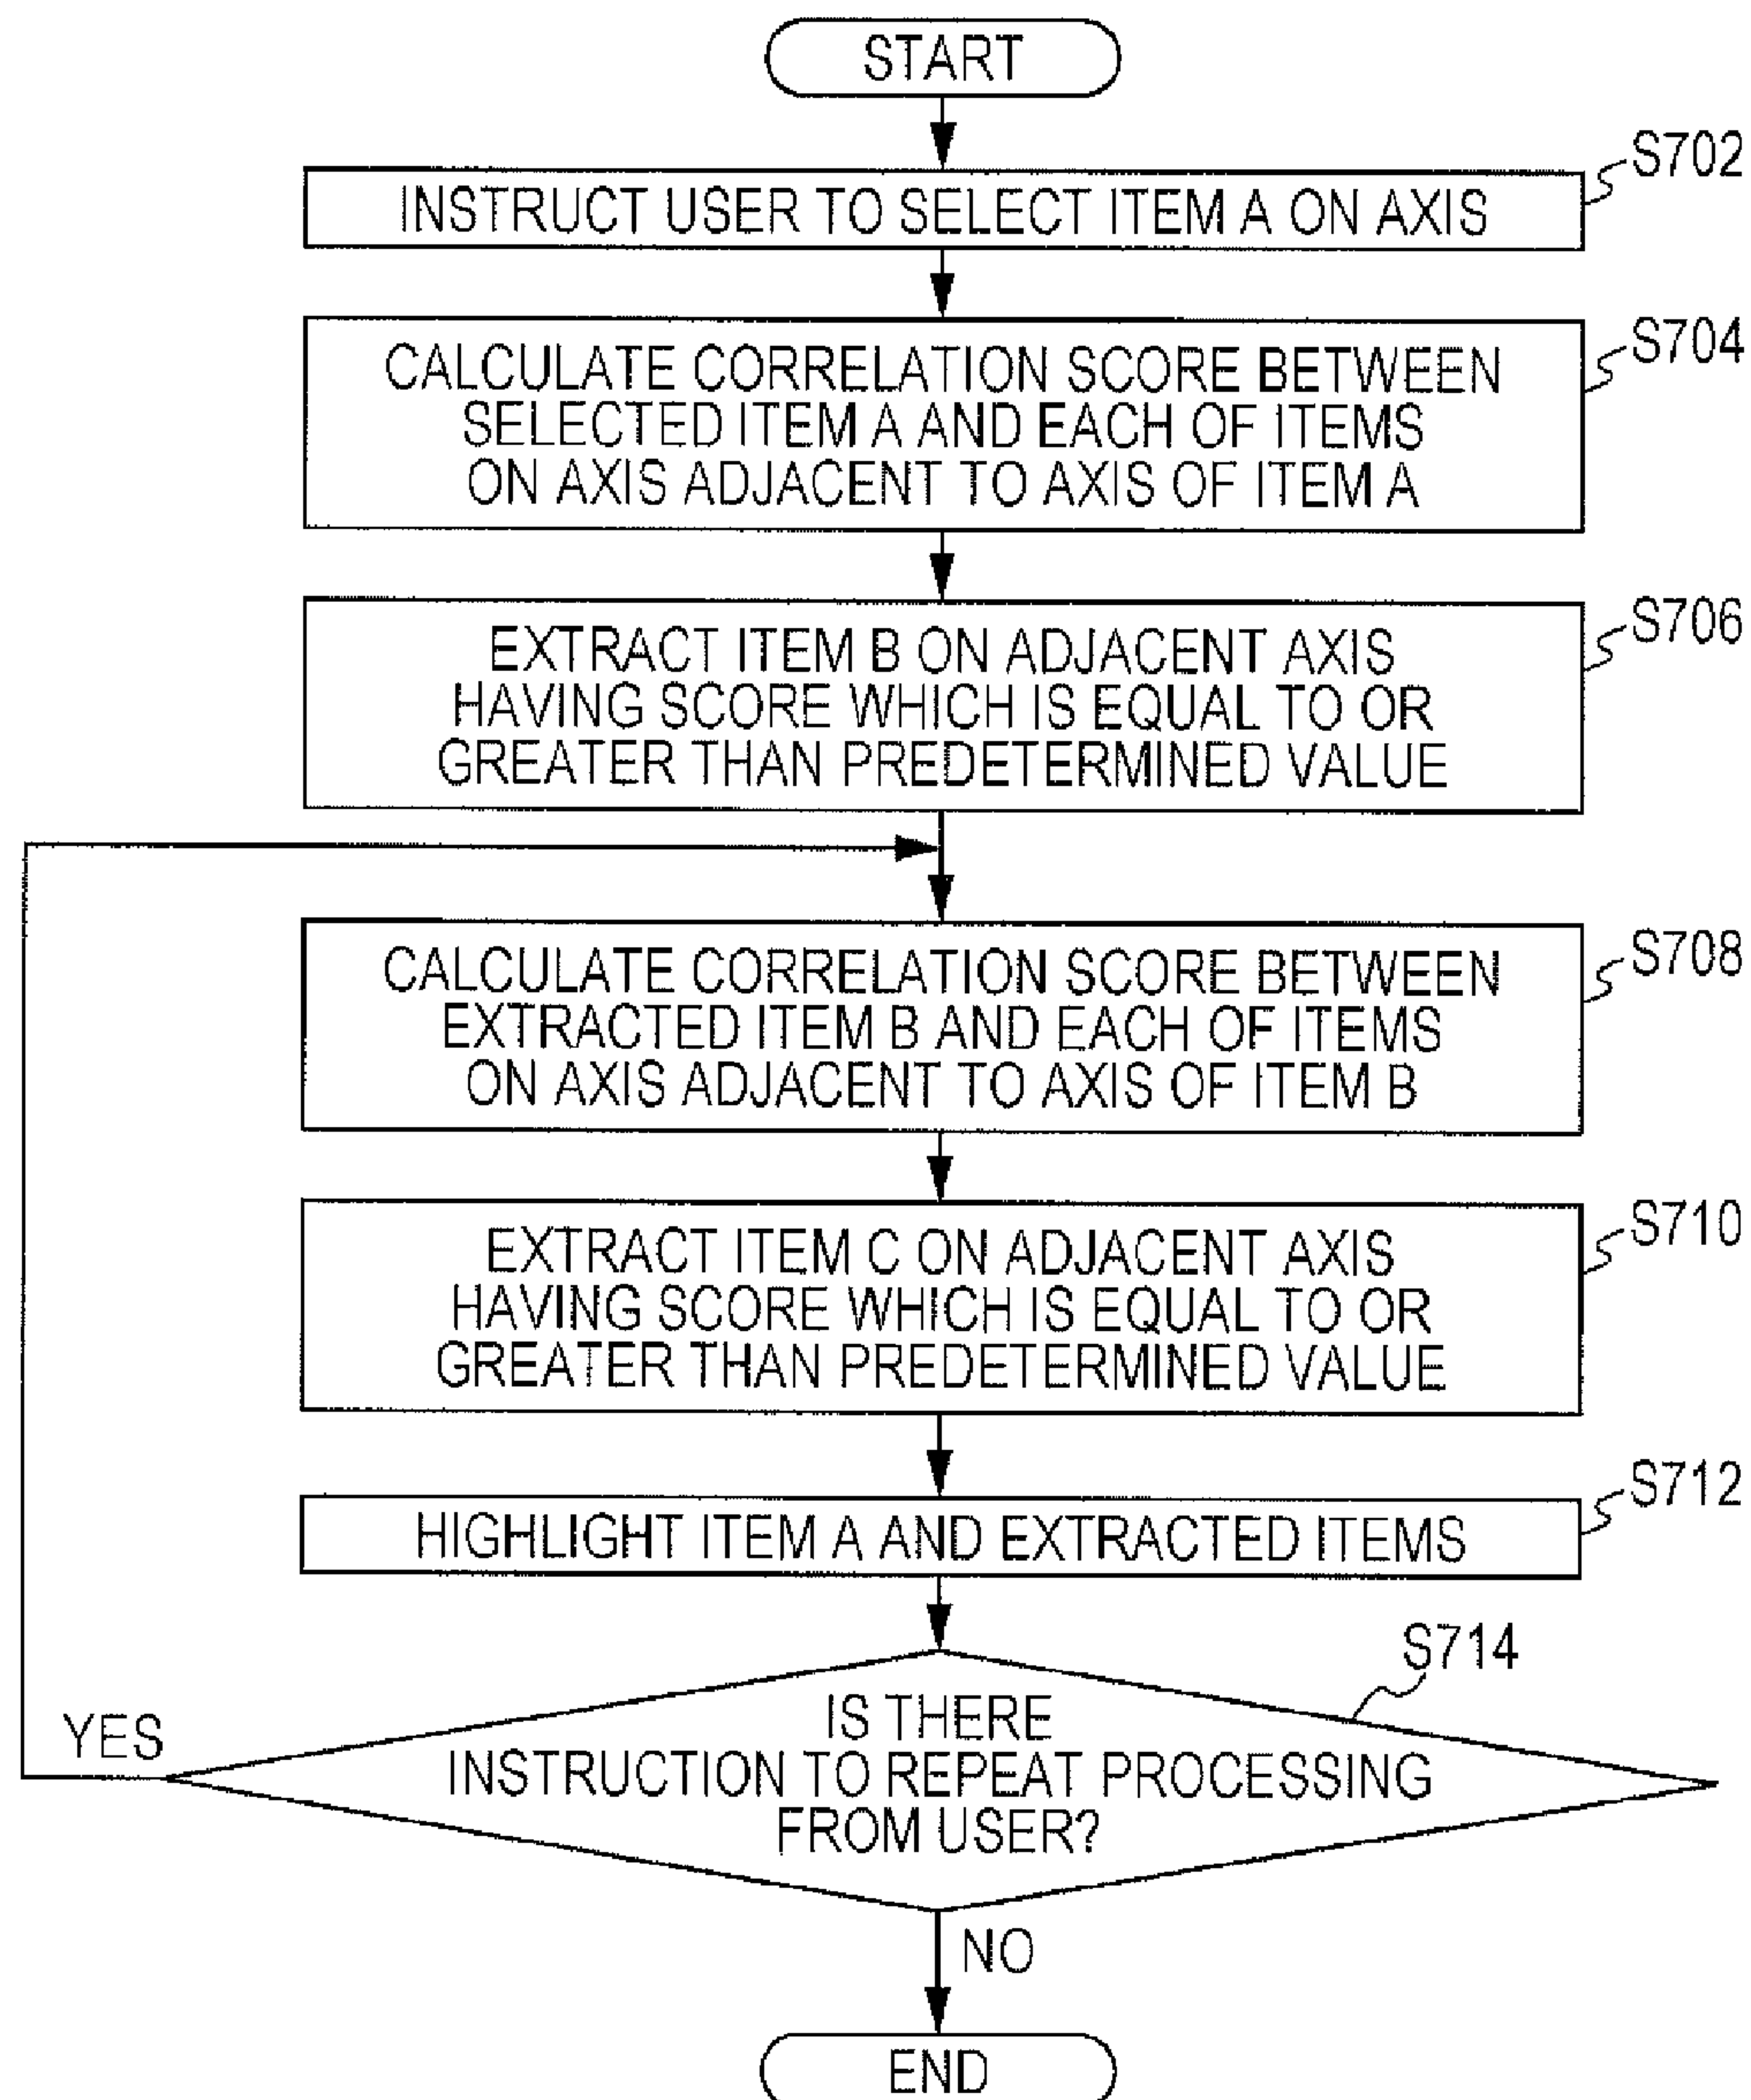 START
S702
INSTRUCT USER TO SELECT ITEM A ON AXIS
S704
CALCULATE CORRELATION SCORE BETWEEN
SELECTED ITEM A AND EACH OF ITEMS
ON AXIS ADJACENT TO AXIS OF ITEM A
S706
EXTRACT ITEM B ON ADJACENT AXIS
HAVING SCORE WHICH IS EQUAL TO OR
GREATER THAN PREDETERMINED VALUE
S708
CALCULATE CORRELATION SCORE BETWEEN
EXTRACTED ITEM B AND EACH OF ITEMS
ON AXIS ADJACENT TO AXIS OF ITEM B
S710
EXTRACT ITEM C ON ADJACENT AXIS
HAVING SCORE WHICH IS EQUAL TO OR
GREATER THAN PREDETERMINED VALUE
S712
HIGHLIGHT ITEM A AND EXTRACTED ITEMS
S714
IS THERE
INSTRUCTION TO REPEAT PROCESSING
FROM USER?
YES
NO
END